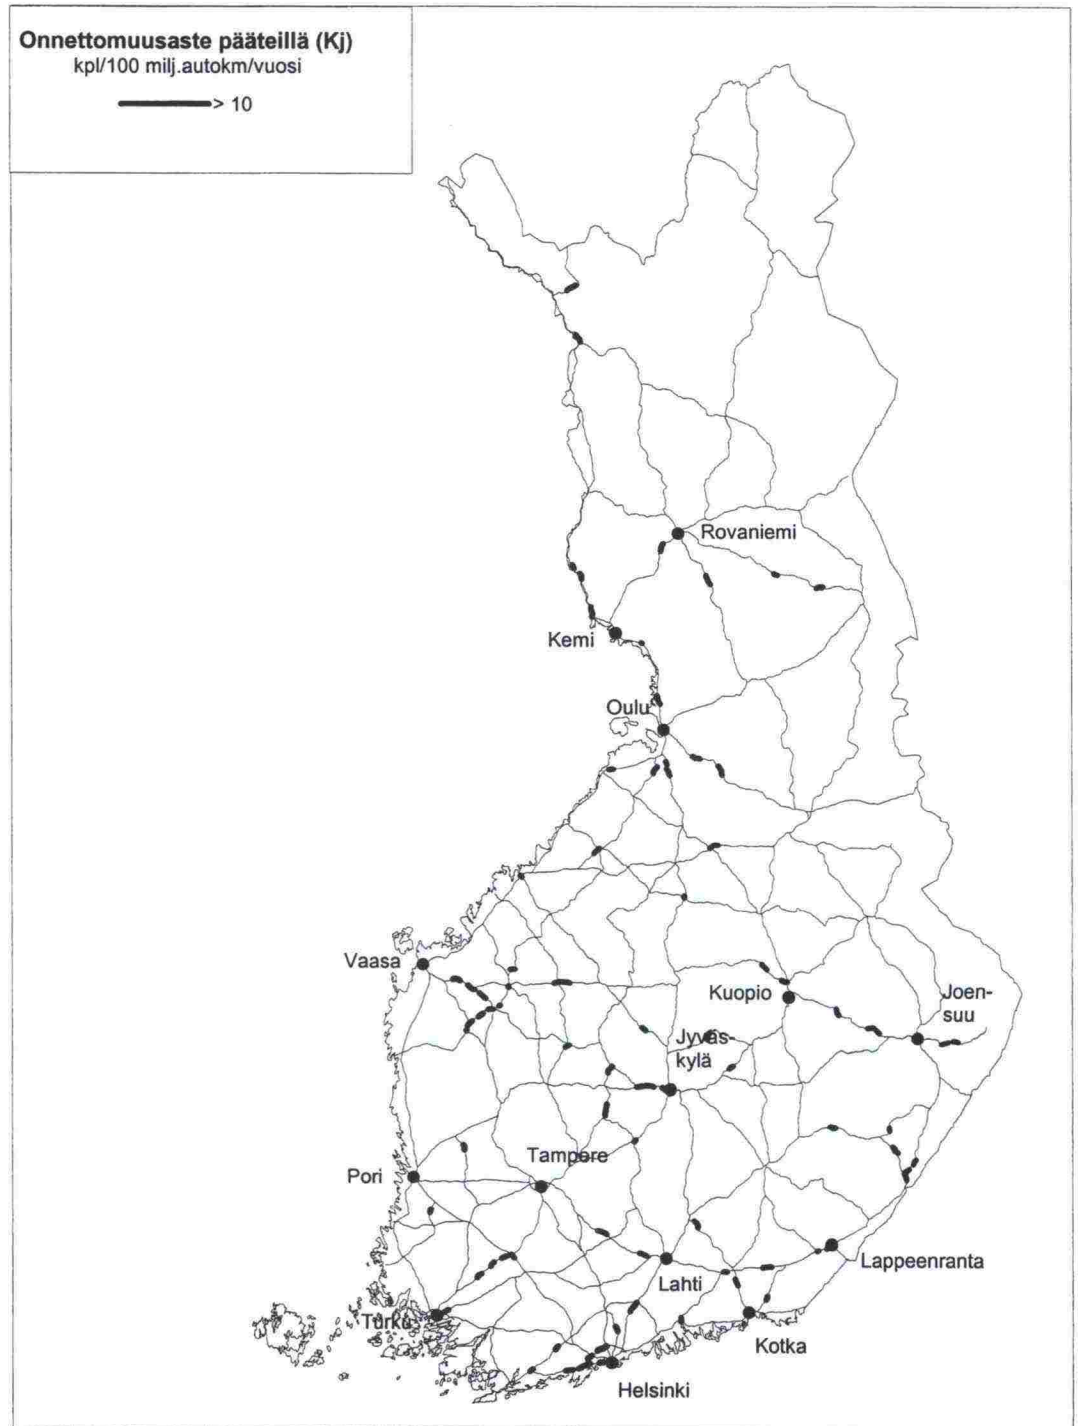 Onnettomuusaste pääteillä (Kj)
kpl/100 milj.autokm/vuosi
> 10
Rovaniemi
Kemi
Oulu
Vaasa
Kuopio
Joen-
suu
Jyväs-
kylä
Tampere
Pori
Lappeenranta
Lahti
Turku
Kotka
Helsinki